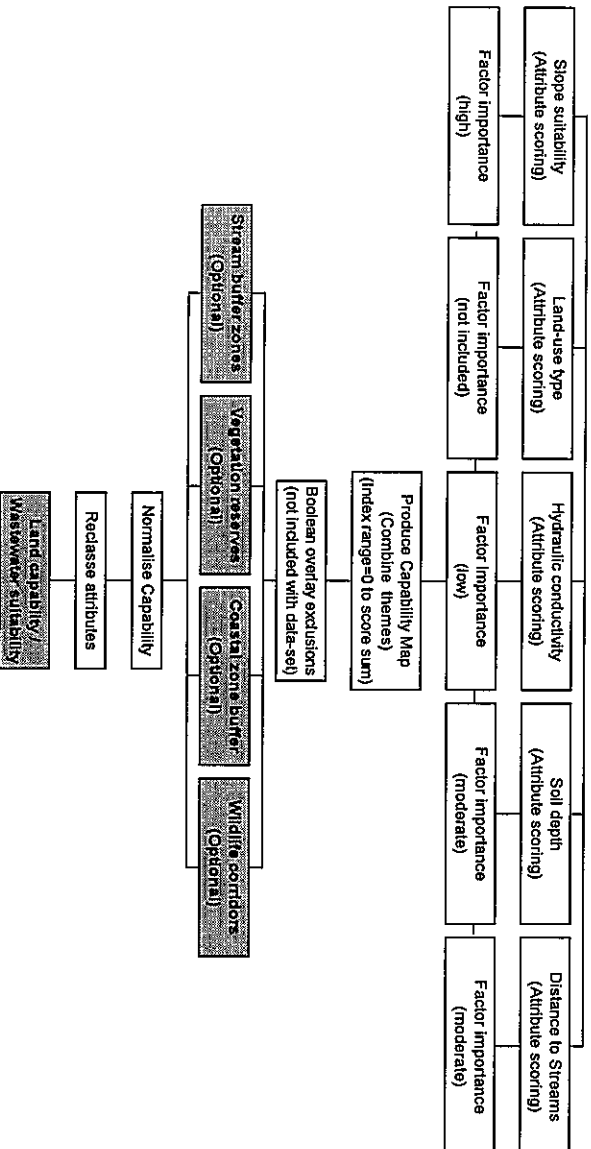 Slope suitability
(Attribute scoring)
Land-use type
(Attribute scoring)
Hydraulic conductivity
(Attribute scoring)
Soil depth
(Attribute scoring)
Distance to Streams
(Attribute scoring)
Factor importance
(high)
Factor importance
(not included)
Factor Importance
(low)
Factor importance
(moderate)
Factor importance
(moderate)
Produce Capability Map
(Combine themes)
(Index range=0 to score sum)
Boolean overlay exclusions
(not included with data-set)
Stream buffer zones
(Optional)
Vegetation reserves
(Optional)
Coastal zone buffer
(Optional)
Wildlife corridors
(Optional)
Normalise Capability
Reclasse attributes
Land capability /
Wastewater suitability